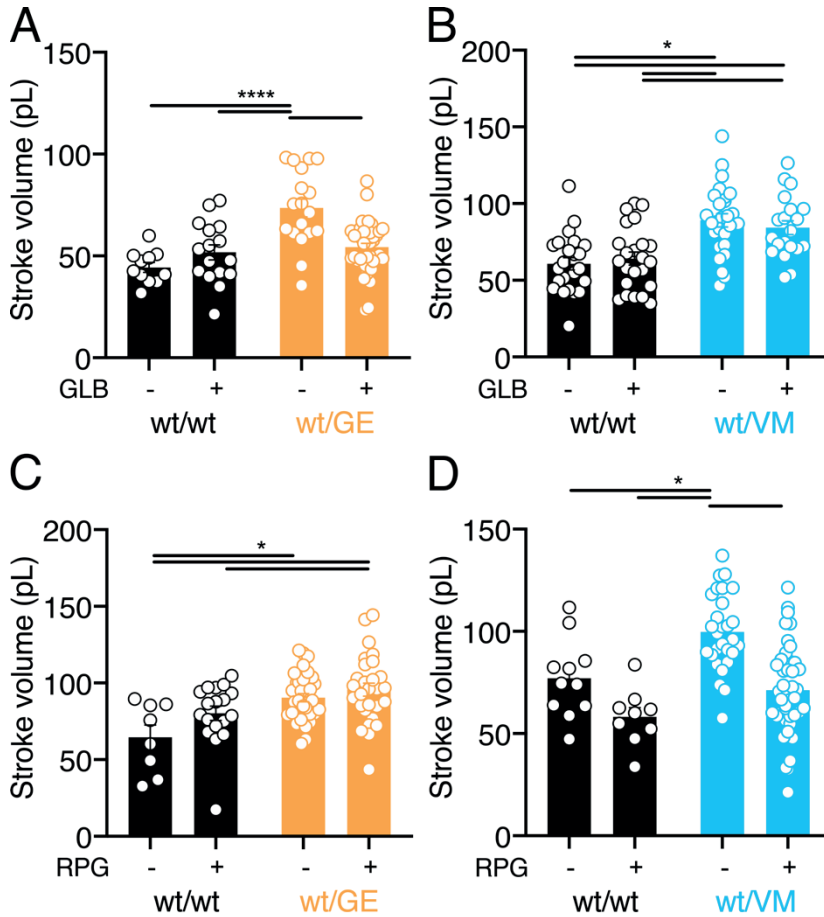 A
Stroke volume (pL)
150
100
50
0
****
GLB - + - +
wt/wt wt/GE
B
Stroke volume (pL)
200
150
100
50
0
*
GLB - + - +
wt/wt wt/VM
C
Stroke volume (pL)
200
150
100
50
0
*
RPG - + - +
wt/wt wt/GE
D
Stroke volume (pL)
150
100
50
0
*
RPG - + - +
wt/wt wt/VM